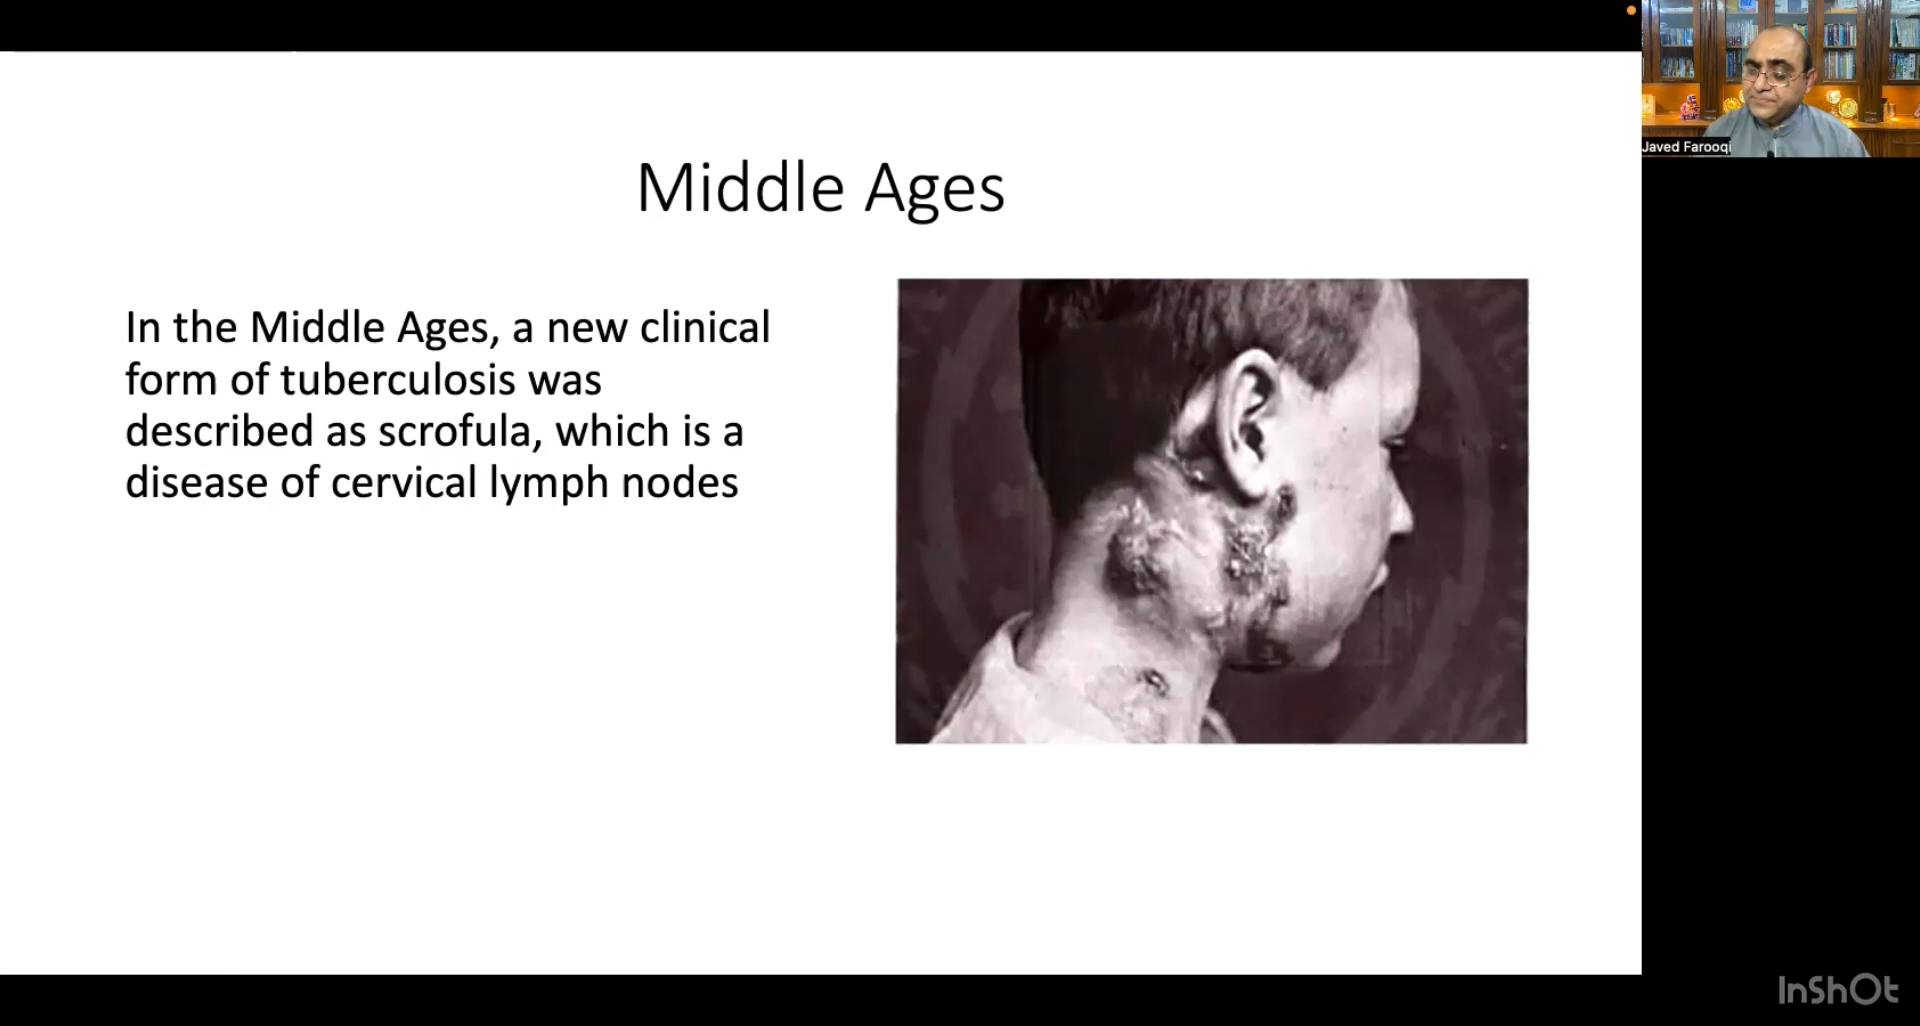 Middle Ages
In the Middle Ages, a new clinical
form of tuberculosis was
described as scrofula, which is a
disease of cervical lymph nodes
Javed Farooqi
InShOt